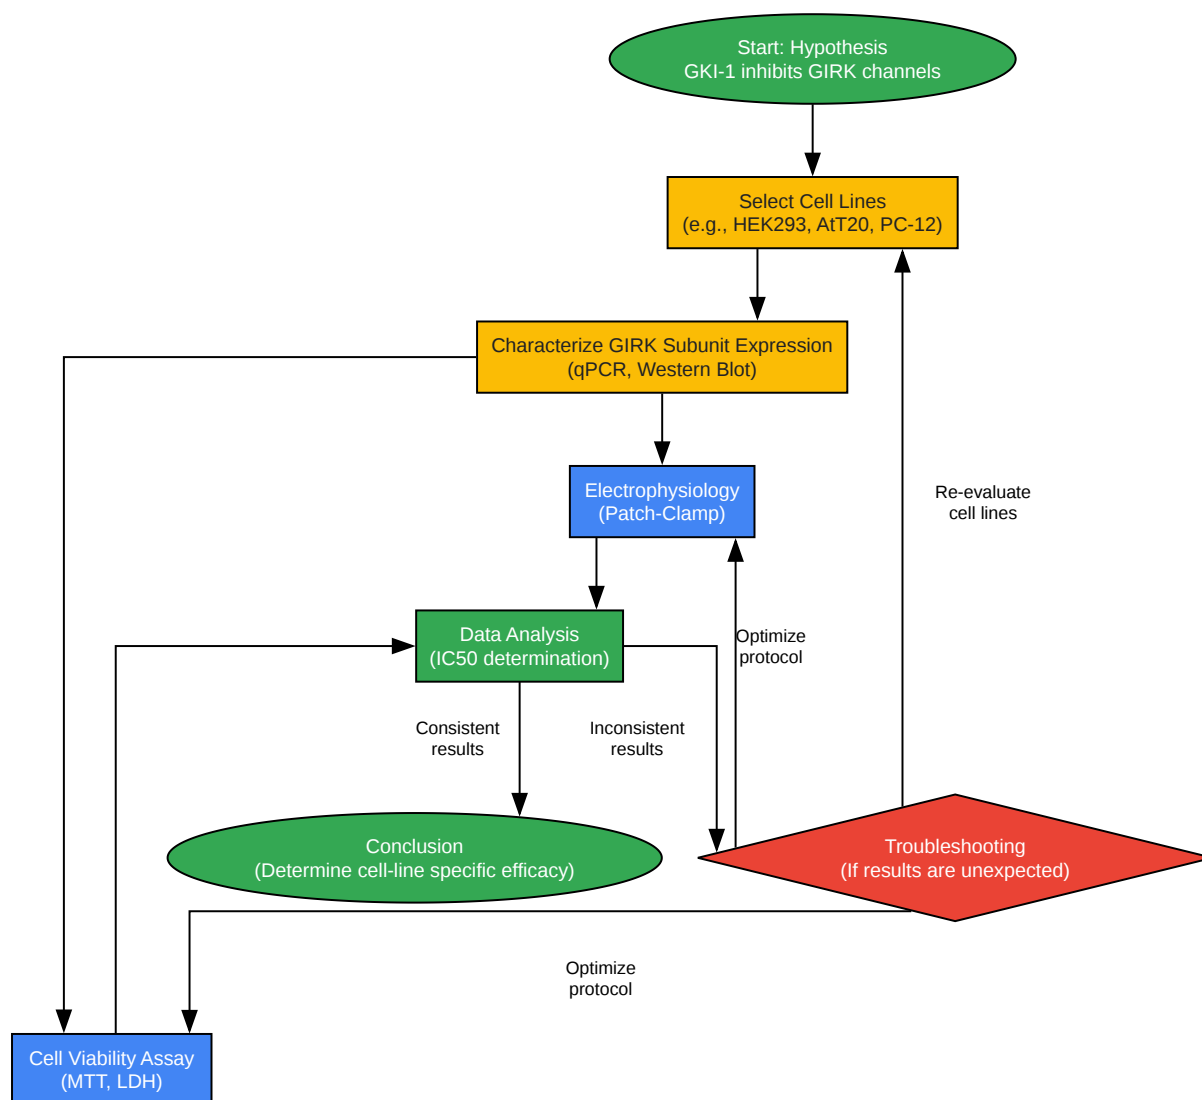 Start: Hypothesis
GKI-1 inhibits GIRK channels
Select Cell Lines
(e.g., HEK293, AtT20, PC-12)
Characterize GIRK Subunit Expression
(qPCR, Western Blot)
Electrophysiology
(Patch-Clamp)
Re-evaluate
cell lines
Data Analysis
(IC50 determination)
Optimize
protocol
Consistent
results
Inconsistent
results
Conclusion
(Determine cell-line specific efficacy)
Troubleshooting
(If results are unexpected)
Optimize
protocol
Cell Viability Assay
(MTT, LDH)